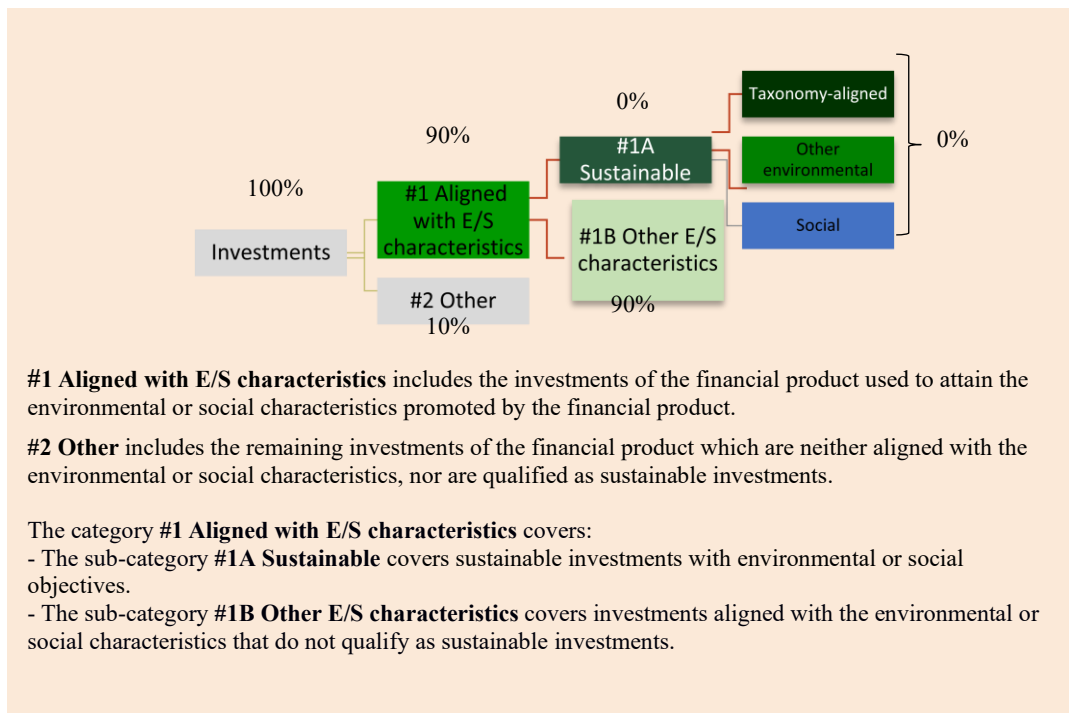 0%
Taxonomy-aligned
90%
#1A
Sustainable
Other
environmental
0%
100%
#1 Aligned
with E/S
characteristics
Social
Investments
#1B Other E/S
characteristics
90%
#2 Other
10%
#1 Aligned with E/S characteristics includes the investments of the financial product used to attain the
environmental or social characteristics promoted by the financial product.
#2 Other includes the remaining investments of the financial product which are neither aligned with the
environmental or social characteristics, nor are qualified as sustainable investments.
The category #1 Aligned with E/S characteristics covers:
- The sub-category #1A Sustainable covers sustainable investments with environmental or social
objectives.
- The sub-category #1B Other E/S characteristics covers investments aligned with the environmental or
social characteristics that do not qualify as sustainable investments.